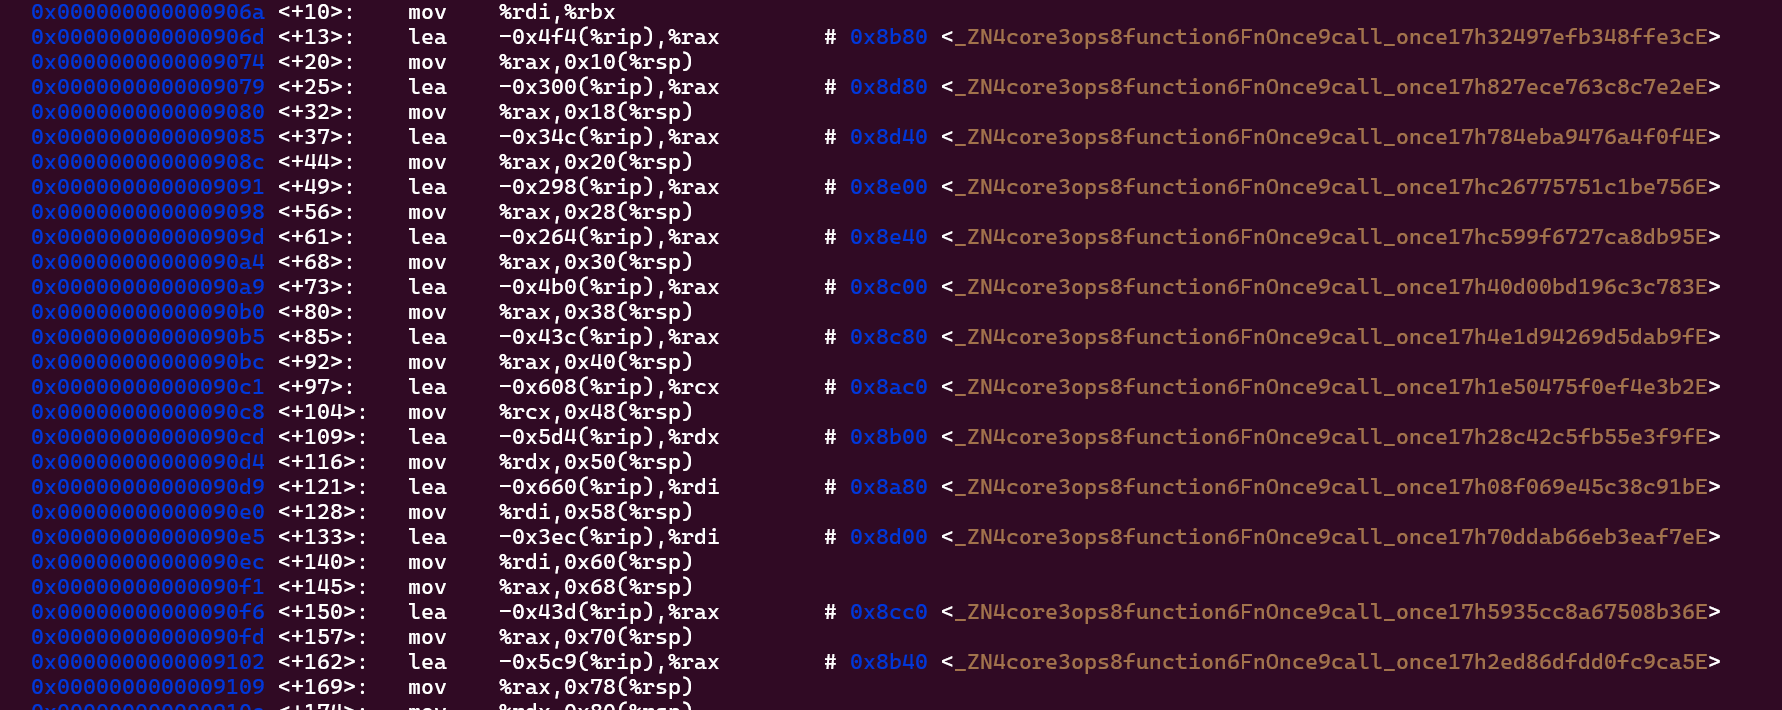 0x000000000000906a <+10>: mov %rdi,%rbx
0x000000000000906d <+13>: lea -0x4f4(%rip),%rax # 0x8b80 <_ZN4core3ops8function6FnOnce9call_once17h32497efb348ffe3cE>
0x0000000000009074 <+20>: mov %rax,0x10(%rsp)
0x0000000000009079 <+25>: lea -0x300(%rip),%rax # 0x8d80 <_ZN4core3ops8function6FnOnce9call_once17h827ece763c8c7e2eE>
0x0000000000009080 <+32>: mov %rax,0x18(%rsp)
0x0000000000009085 <+37>: lea -0x34c(%rip),%rax # 0x8d40 <_ZN4core3ops8function6FnOnce9call_once17h784eba9476a4f0f4E>
0x000000000000908c <+44>: mov %rax,0x20(%rsp)
0x0000000000009091 <+49>: lea -0x298(%rip),%rax # 0x8e00 <_ZN4core3ops8function6FnOnce9call_once17hc26775751c1be756E>
0x0000000000009098 <+56>: mov %rax,0x28(%rsp)
0x000000000000909d <+61>: lea -0x264(%rip),%rax # 0x8e40 <_ZN4core3ops8function6FnOnce9call_once17hc599f6727ca8db95E>
0x00000000000090a4 <+68>: mov %rax,0x30(%rsp)
0x00000000000090a9 <+73>: lea -0x4b0(%rip),%rax # 0x8c00 <_ZN4core3ops8function6FnOnce9call_once17h40d00bd196c3c783E>
0x00000000000090b0 <+80>: mov %rax,0x38(%rsp)
0x00000000000090b5 <+85>: lea -0x43c(%rip),%rax # 0x8c80 <_ZN4core3ops8function6FnOnce9call_once17h4e1d94269d5dab9fE>
0x00000000000090bc <+92>: mov %rax,0x40(%rsp)
0x00000000000090c1 <+97>: lea -0x608(%rip),%rcx # 0x8ac0 <_ZN4core3ops8function6FnOnce9call_once17h1e50475f0ef4e3b2E>
0x00000000000090c8 <+104>: mov %rcx,0x48(%rsp)
0x00000000000090cd <+109>: lea -0x5d4(%rip),%rdx # 0x8b00 <_ZN4core3ops8function6FnOnce9call_once17h28c42c5fb55e3f9fE>
0x00000000000090d4 <+116>: mov %rdx,0x50(%rsp)
0x00000000000090d9 <+121>: lea -0x660(%rip),%rdi # 0x8a80 <_ZN4core3ops8function6FnOnce9call_once17h08f069e45c38c91bE>
0x00000000000090e0 <+128>: mov %rdi,0x58(%rsp)
0x00000000000090e5 <+133>: lea -0x3ec(%rip),%rdi # 0x8d00 <_ZN4core3ops8function6FnOnce9call_once17h70ddab66eb3eaf7eE>
0x00000000000090ec <+140>: mov %rdi,0x60(%rsp)
0x00000000000090f1 <+145>: mov %rax,0x68(%rsp)
0x00000000000090f6 <+150>: lea -0x43d(%rip),%rax # 0x8cc0 <_ZN4core3ops8function6FnOnce9call_once17h5935cc8a67508b36E>
0x00000000000090fd <+157>: mov %rax,0x70(%rsp)
0x0000000000009102 <+162>: lea -0x5c9(%rip),%rax # 0x8b40 <_ZN4core3ops8function6FnOnce9call_once17h2ed86dfdd0fc9ca5E>
0x0000000000009109 <+169>: mov %rax,0x78(%rsp)